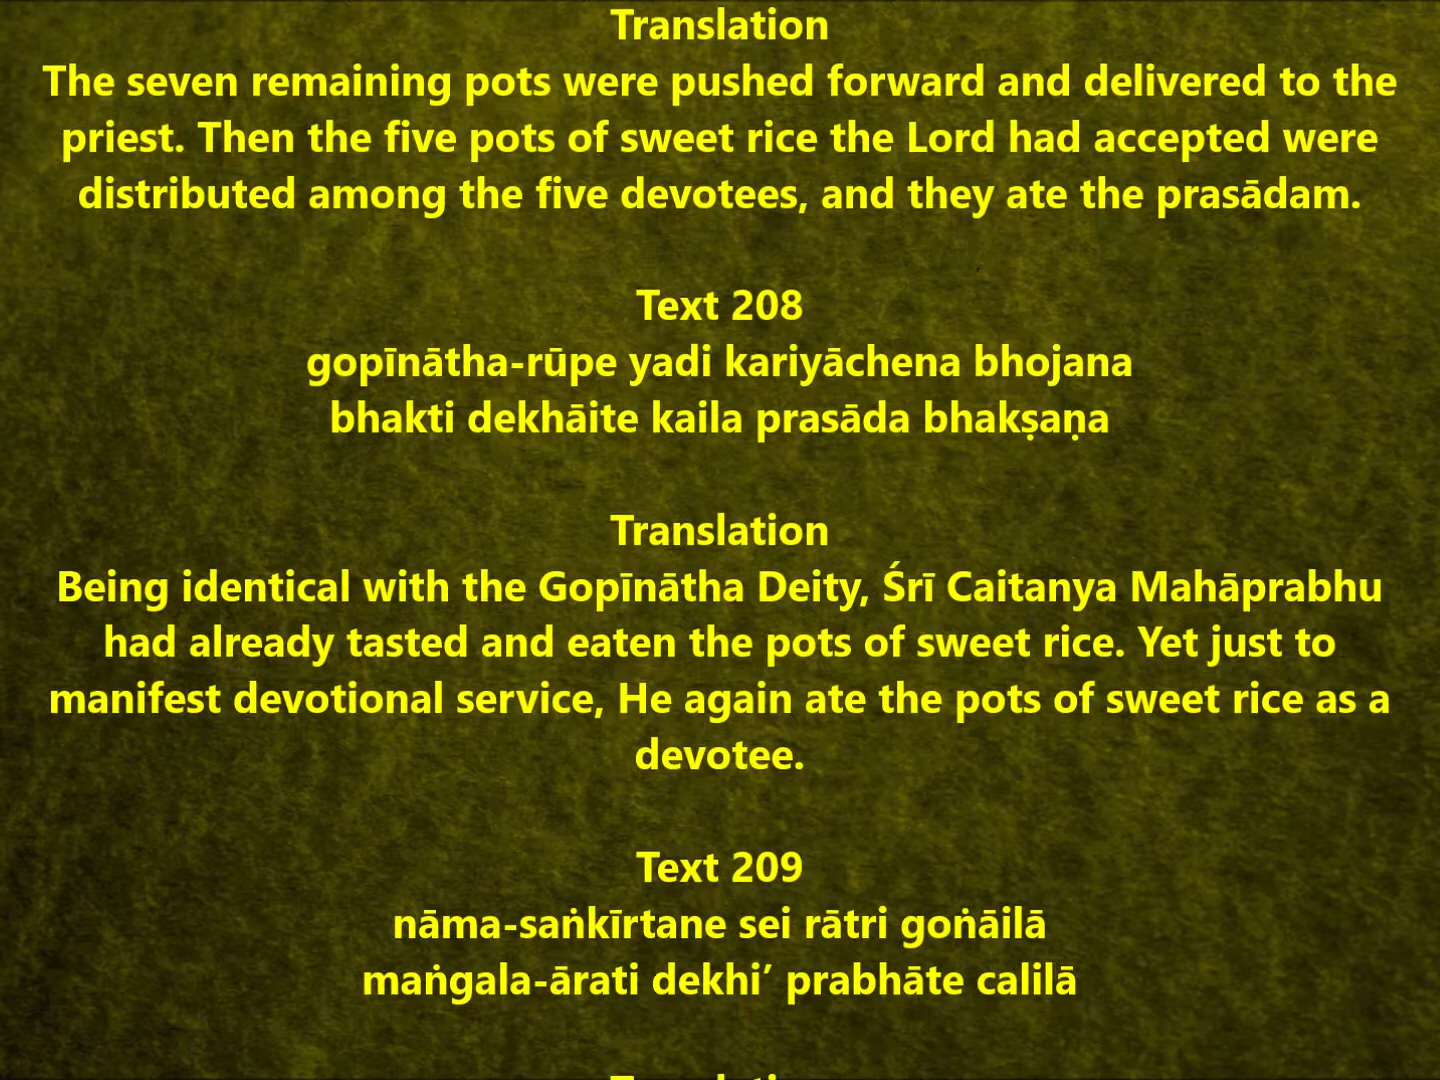 Translation
The seven remaining pots were pushed forward and delivered to the
priest. Then the five pots of sweet rice the Lord had accepted were
distributed among the five devotees, and they ate the prasādam.
Text 208
gopīnātha-rūpe yadi kariyāchena bhojana
bhakti dekhāite kaila prasāda bhakṣaṇa
Translation
Being identical with the Gopīnātha Deity, Śrī Caitanya Mahāprabhu
had already tasted and eaten the pots of sweet rice. Yet just to
manifest devotional service, He again ate the pots of sweet rice as a
devotee.
Text 209
nāma-saṅkīrtane sei rātri goṅāilā
maṅgala-ārati dekhi’ prabhāte calilā